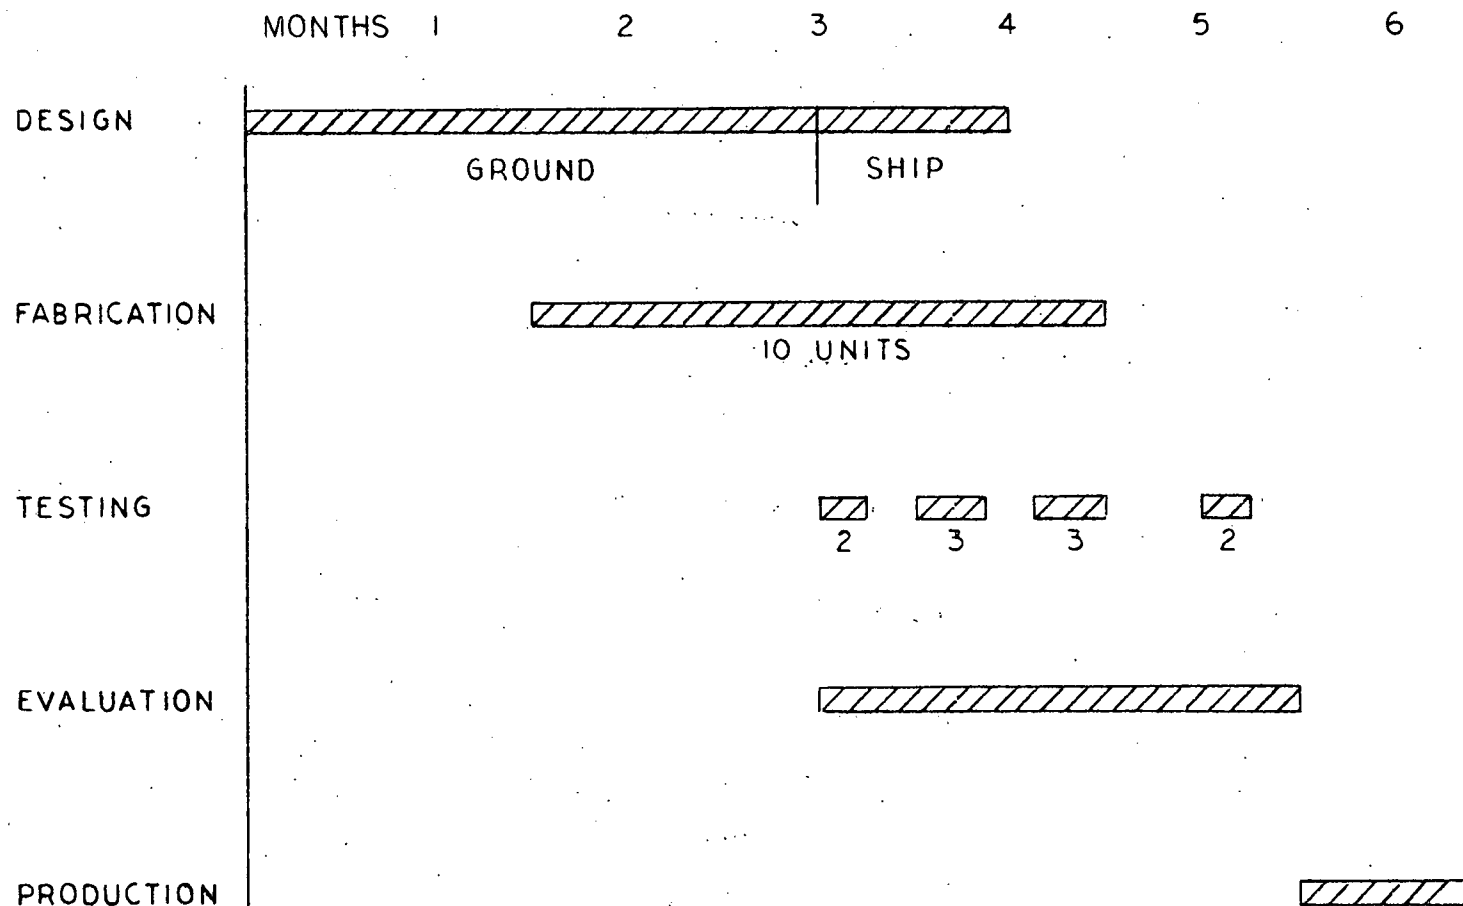 MONTHS 1 2 3 4 5 6
DESIGN
GROUND SHIP
FABRICATION
10 UNITS
TESTING
2 3 3 2
EVALUATION
PRODUCTION